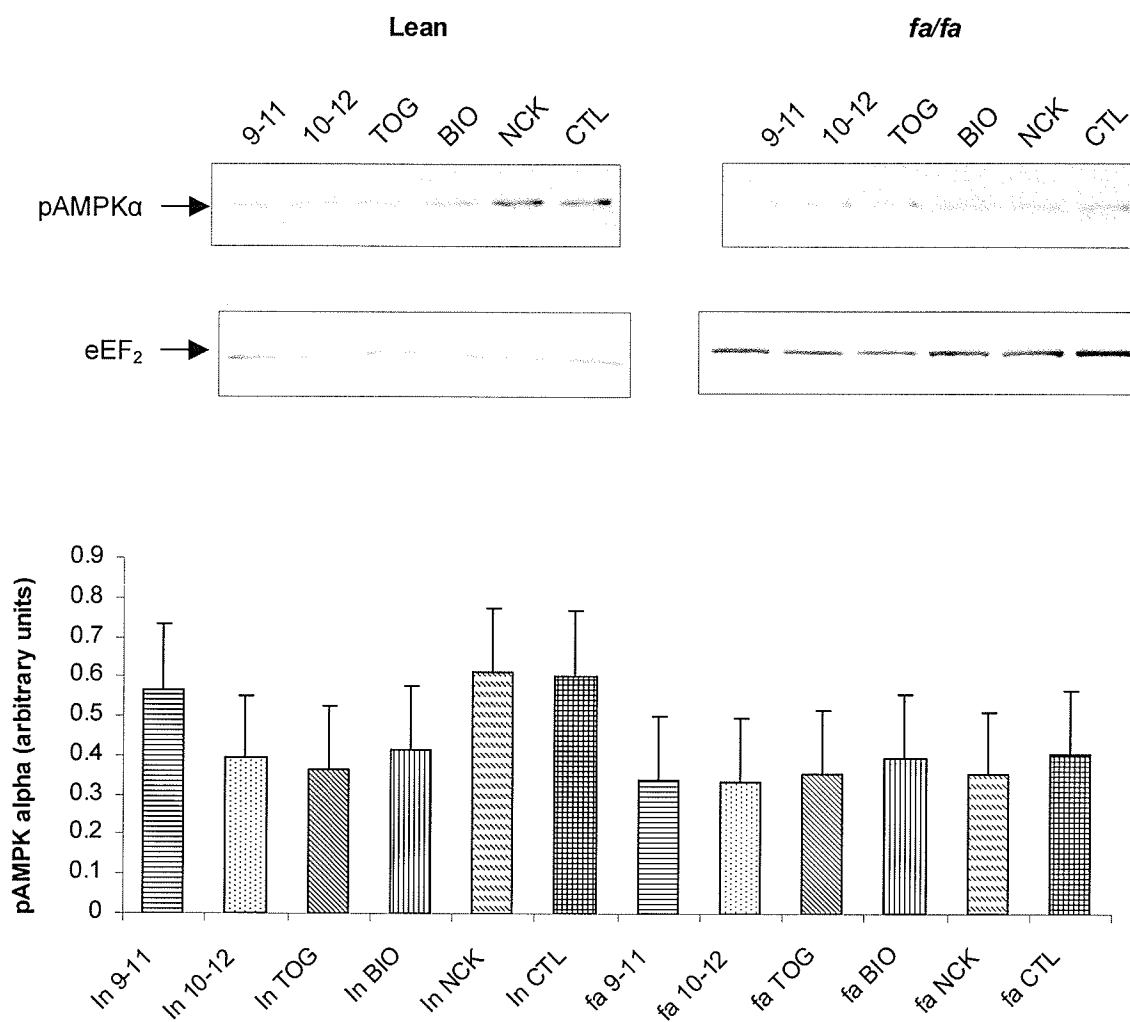 Lean fa/fa
9-11 10-12 TOG BIO NCK CTL 9-11 10-12 TOG BIO NCK CTL
pAMPKα
eEF₂
pAMPK alpha (arbitrary units)
0.9
0.8
0.7
0.6
0.5
0.4
0.3
0.2
0.1
0
ln 9-11 ln 10-12 ln TOG ln BIO ln NCK ln CTL fa 9-11 fa 10-12 fa TOG fa BIO fa NCK fa CTL